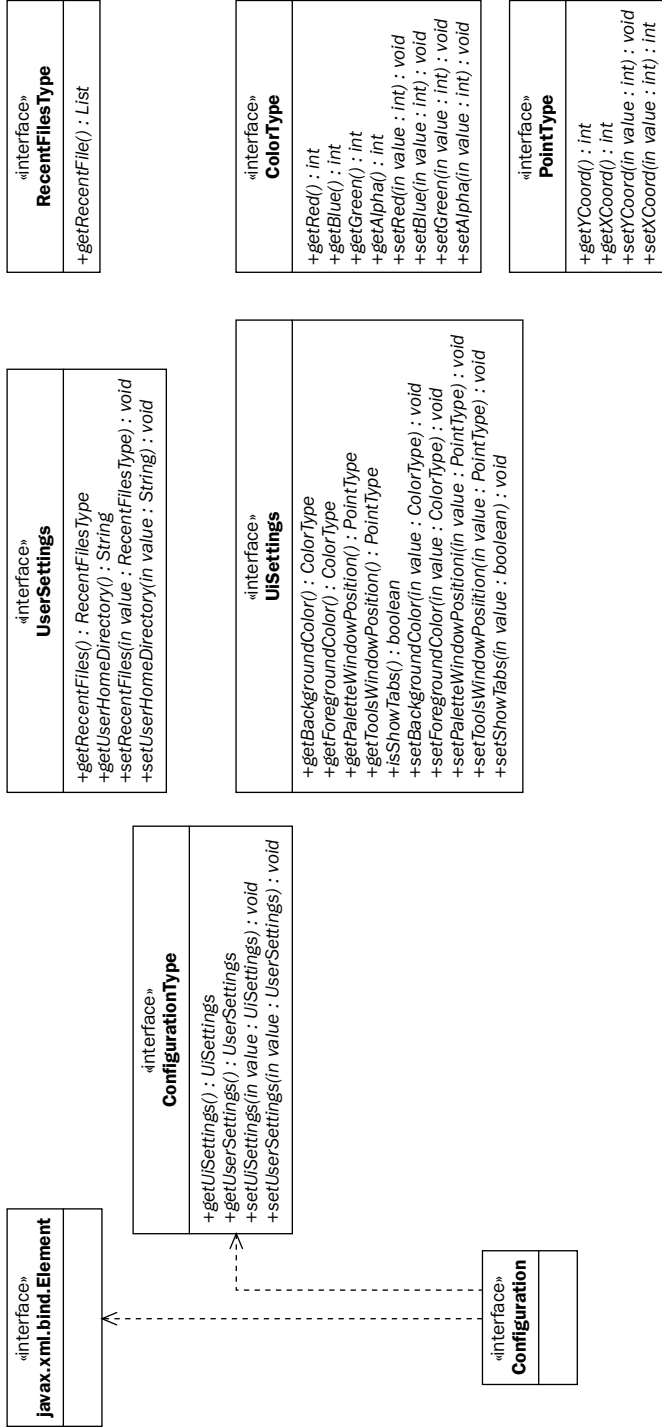 «interface»
javax.xml.bind.Element
«interface»
ConfigurationType
+getUiSettings() : UiSettings
+getUserSettings() : UserSettings
+setUiSettings(in value : UiSettings) : void
+setUserSettings(in value : UserSettings) : void
«interface»
Configuration
«interface»
UserSettings
+getRecentFiles() : RecentFilesType
+getUserHomeDirectory() : String
+setRecentFiles(in value : RecentFilesType) : void
+setUserHomeDirectory(in value : String) : void
«interface»
UiSettings
+getBackgroundColor() : ColorType
+getForegroundColor() : ColorType
+getPaletteWindowPosition() : PointType
+getToolsWindowPosition() : PointType
+isShowTabs() : boolean
+setBackgroundColor(in value : ColorType) : void
+setForegroundColor(in value : ColorType) : void
+setPaletteWindowPositioni(in value : PointType) : void
+setToolsWindowPosiition(in value : PointType) : void
+setShowTabs(in value : boolean) : void
«interface»
RecentFilesType
+getRecentFile() : List
«interface»
ColorType
+getRed() : int
+getBlue() : int
+getGreen() : int
+getAlpha() : int
+setRed(in value : int) : void
+setBlue(in value : int) : void
+setGreen(in value : int) : void
+setAlpha(in value : int) : void
«interface»
PointType
+getYCoord() : int
+getXCoord() : int
+setYCoord(in value : int) : void
+setXCoord(in value : int) : int